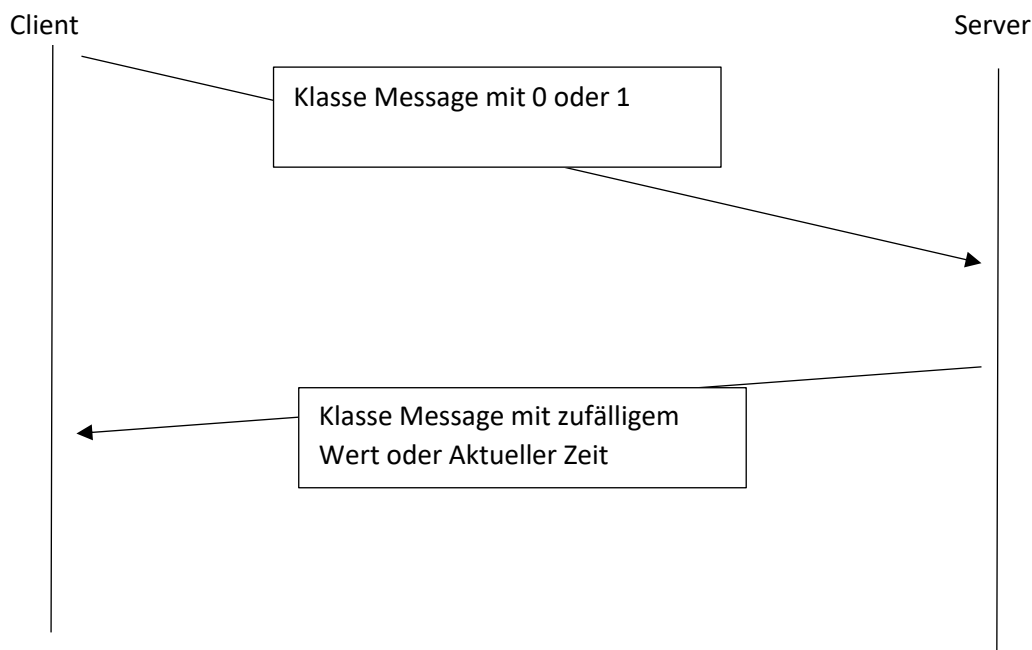 Client
Server
Klasse Message mit 0 oder 1
Klasse Message mit zufälligem
Wert oder Aktueller Zeit